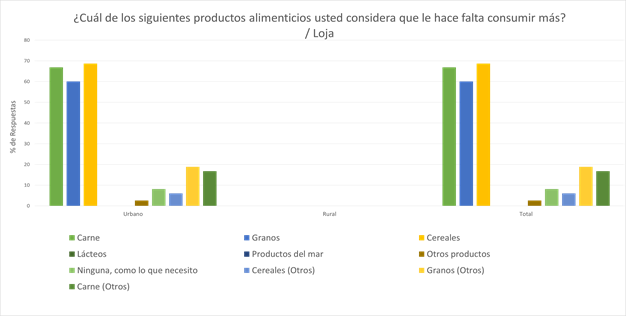 ¿Cuál de los siguientes productos alimenticios usted considera que le hace falta consumir más?
/ Loja
% de Respuestas
80
70
60
50
40
30
20
10
0
Urbano Rural Total
Carne Granos Cereales
Lácteos Productos del mar Otros productos
Ninguna, como lo que necesito Cereales (Otros) Granos (Otros)
Carne (Otros)